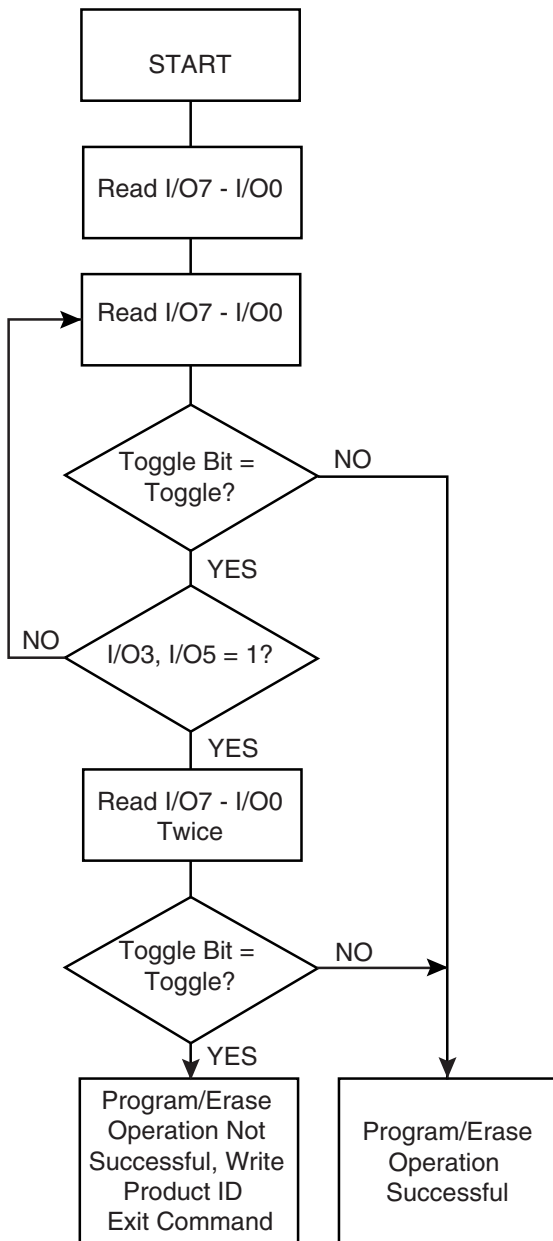 START
Read I/O7 - I/O0
Read I/O7 - I/O0
Toggle Bit =
Toggle?
NO
YES
NO
I/O3, I/O5 = 1?
YES
Read I/O7 - I/O0
Twice
Toggle Bit =
Toggle?
NO
YES
Program/Erase
Operation Not
Successful, Write
Product ID
Exit Command
Program/Erase
Operation
Successful